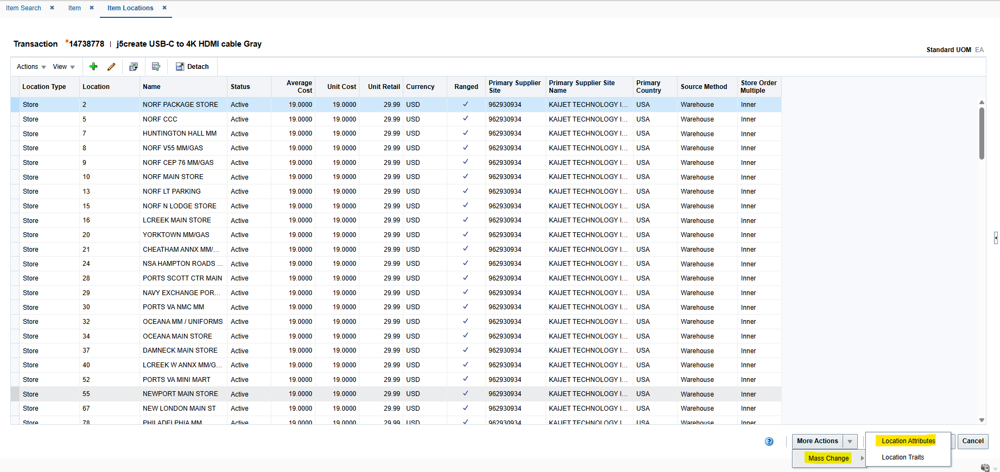 Item Search Item Item Locations
Transaction 14738778 | j5create USB-C to 4K HDMI cable Gray
Standard UOM EA
Actions View Detach
Location Type Location Name Status Average Cost Unit Cost Unit Retail Currency Ranged Primary Supplier Site Primary Supplier Site Name Primary Country Source Method Store Order Multiple
Store 2 NORF PACKAGE STORE Active 19.0000 19.0000 29.99 USD 962930934 KAIJET TECHNOLOGY I... USA Warehouse Inner
Store 5 NORF CCC Active 19.0000 19.0000 29.99 USD 962930934 KAIJET TECHNOLOGY I... USA Warehouse Inner
Store 7 HUNTINGTON HALL MM Active 19.0000 19.0000 29.99 USD 962930934 KAIJET TECHNOLOGY I... USA Warehouse Inner
Store 8 NORF V55 MM/GAS Active 19.0000 19.0000 29.99 USD 962930934 KAIJET TECHNOLOGY I... USA Warehouse Inner
Store 9 NORF CEP 76 MM/GAS Active 19.0000 19.0000 29.99 USD 962930934 KAIJET TECHNOLOGY I... USA Warehouse Inner
Store 10 NORF MAIN STORE Active 19.0000 19.0000 29.99 USD 962930934 KAIJET TECHNOLOGY I... USA Warehouse Inner
Store 13 NORF LT PARKING Active 19.0000 19.0000 29.99 USD 962930934 KAIJET TECHNOLOGY I... USA Warehouse Inner
Store 15 NORF N LODGE STORE Active 19.0000 19.0000 29.99 USD 962930934 KAIJET TECHNOLOGY I... USA Warehouse Inner
Store 16 LCREEK MAIN STORE Active 19.0000 19.0000 29.99 USD 962930934 KAIJET TECHNOLOGY I... USA Warehouse Inner
Store 20 YORKTOWN MM/GAS Active 19.0000 19.0000 29.99 USD 962930934 KAIJET TECHNOLOGY I... USA Warehouse Inner
Store 21 CHEATHAM ANNX MM/... Active 19.0000 19.0000 29.99 USD 962930934 KAIJET TECHNOLOGY I... USA Warehouse Inner
Store 24 NSA HAMPTON ROADS ... Active 19.0000 19.0000 29.99 USD 962930934 KAIJET TECHNOLOGY I... USA Warehouse Inner
Store 28 PORTS SCOTT CTR MAIN Active 19.0000 19.0000 29.99 USD 962930934 KAIJET TECHNOLOGY I... USA Warehouse Inner
Store 29 NAVY EXCHANGE POR... Active 19.0000 19.0000 29.99 USD 962930934 KAIJET TECHNOLOGY I... USA Warehouse Inner
Store 30 PORTS VA NMC MM Active 19.0000 19.0000 29.99 USD 962930934 KAIJET TECHNOLOGY I... USA Warehouse Inner
Store 32 OCEANA MM / UNIFORMS Active 19.0000 19.0000 29.99 USD 962930934 KAIJET TECHNOLOGY I... USA Warehouse Inner
Store 34 OCEANA MAIN STORE Active 19.0000 19.0000 29.99 USD 962930934 KAIJET TECHNOLOGY I... USA Warehouse Inner
Store 37 DAMNECK MAIN STORE Active 19.0000 19.0000 29.99 USD 962930934 KAIJET TECHNOLOGY I... USA Warehouse Inner
Store 40 LCREEK W ANNX MM/G... Active 19.0000 19.0000 29.99 USD 962930934 KAIJET TECHNOLOGY I... USA Warehouse Inner
Store 52 PORTS VA MINI MART Active 19.0000 19.0000 29.99 USD 962930934 KAIJET TECHNOLOGY I... USA Warehouse Inner
Store 55 NEWPORT MAIN STORE Active 19.0000 19.0000 29.99 USD 962930934 KAIJET TECHNOLOGY I... USA Warehouse Inner
Store 67 NEW LONDON MAIN ST Active 19.0000 19.0000 29.99 USD 962930934 KAIJET TECHNOLOGY I... USA Warehouse Inner
Store 78 PHILADELPHIA MM Active 19.0000 19.0000 29.99 USD 962930934 KAIJET TECHNOLOGY I... USA Warehouse Inner
More Actions Location Attributes Cancel
Mass Change Location Traits